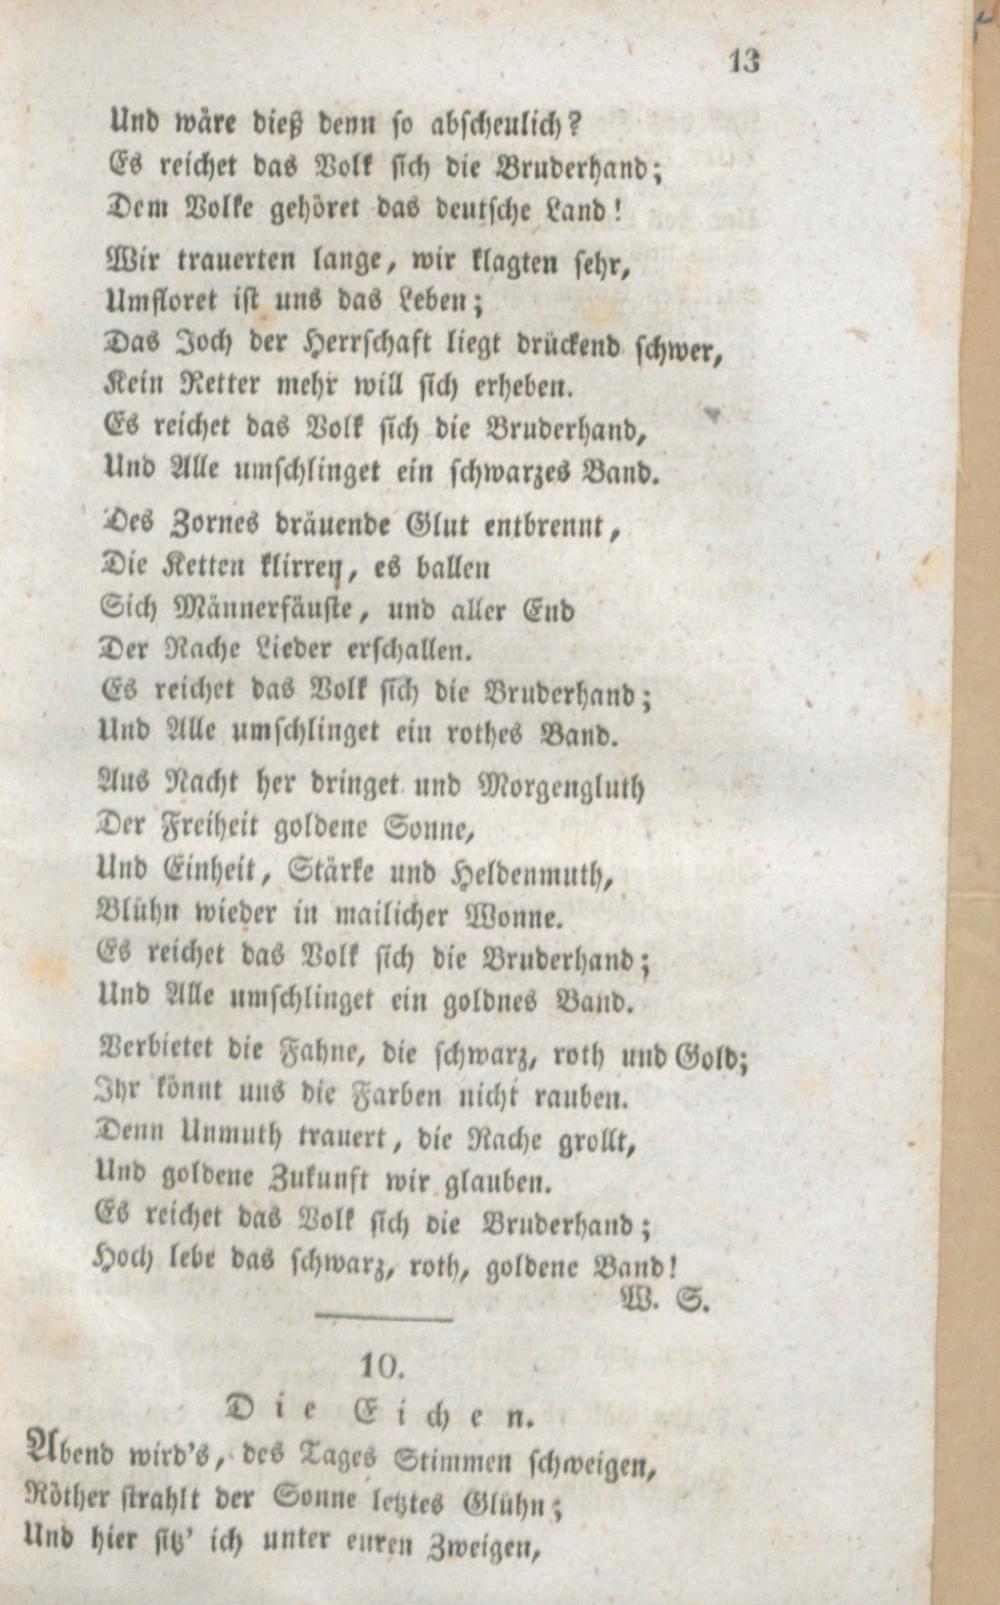 13
Und wäre dieß denn so abscheulich?
Es reichet das Volk sich die Bruderhand;
Dem Volke gehöret das deutsche Land!
Wir trauerten lange, wir klagten sehr,
Umfloret ist uns das Leben;
Das Joch der Herrschaft liegt drückend schwer,
Kein Retter mehr will sich erheben.
Es reichet das Volk sich die Bruderhand,
Und Alle umschlinget ein schwarzes Band.
Des Zornes dräuende Glut entbrennt,
Die Ketten klirren, es ballen
Sich Männerfäuste, und aller End
Der Rache Lieder erschallen.
Es reichet das Volk sich die Bruderhand;
Und Alle umschlinget ein rothes Band.
Aus Nacht her dringet und Morgengluth
Der Freiheit goldene Sonne,
Und Einheit, Stärke und Heldenmuth,
Blühn wieder in mailicher Wonne.
Es reichet das Volk sich die Bruderhand;
Und Alle umschlinget ein goldnes Band.
Verbietet die Fahne, die schwarz, roth und Gold;
Ihr könnt uns die Farben nicht rauben.
Denn Unmuth trauert, die Rache grollt,
Und goldene Zukunft wir glauben.
Es reichet das Volk sich die Bruderhand;
Hoch lebe das schwarz, roth, goldene Band!
W. S.
10.
Die Eichen.
Abend wird's, des Tages Stimmen schweigen,
Röther strahlt der Sonne letztes Glühn;
Und hier sitz' ich unter euren Zweigen,